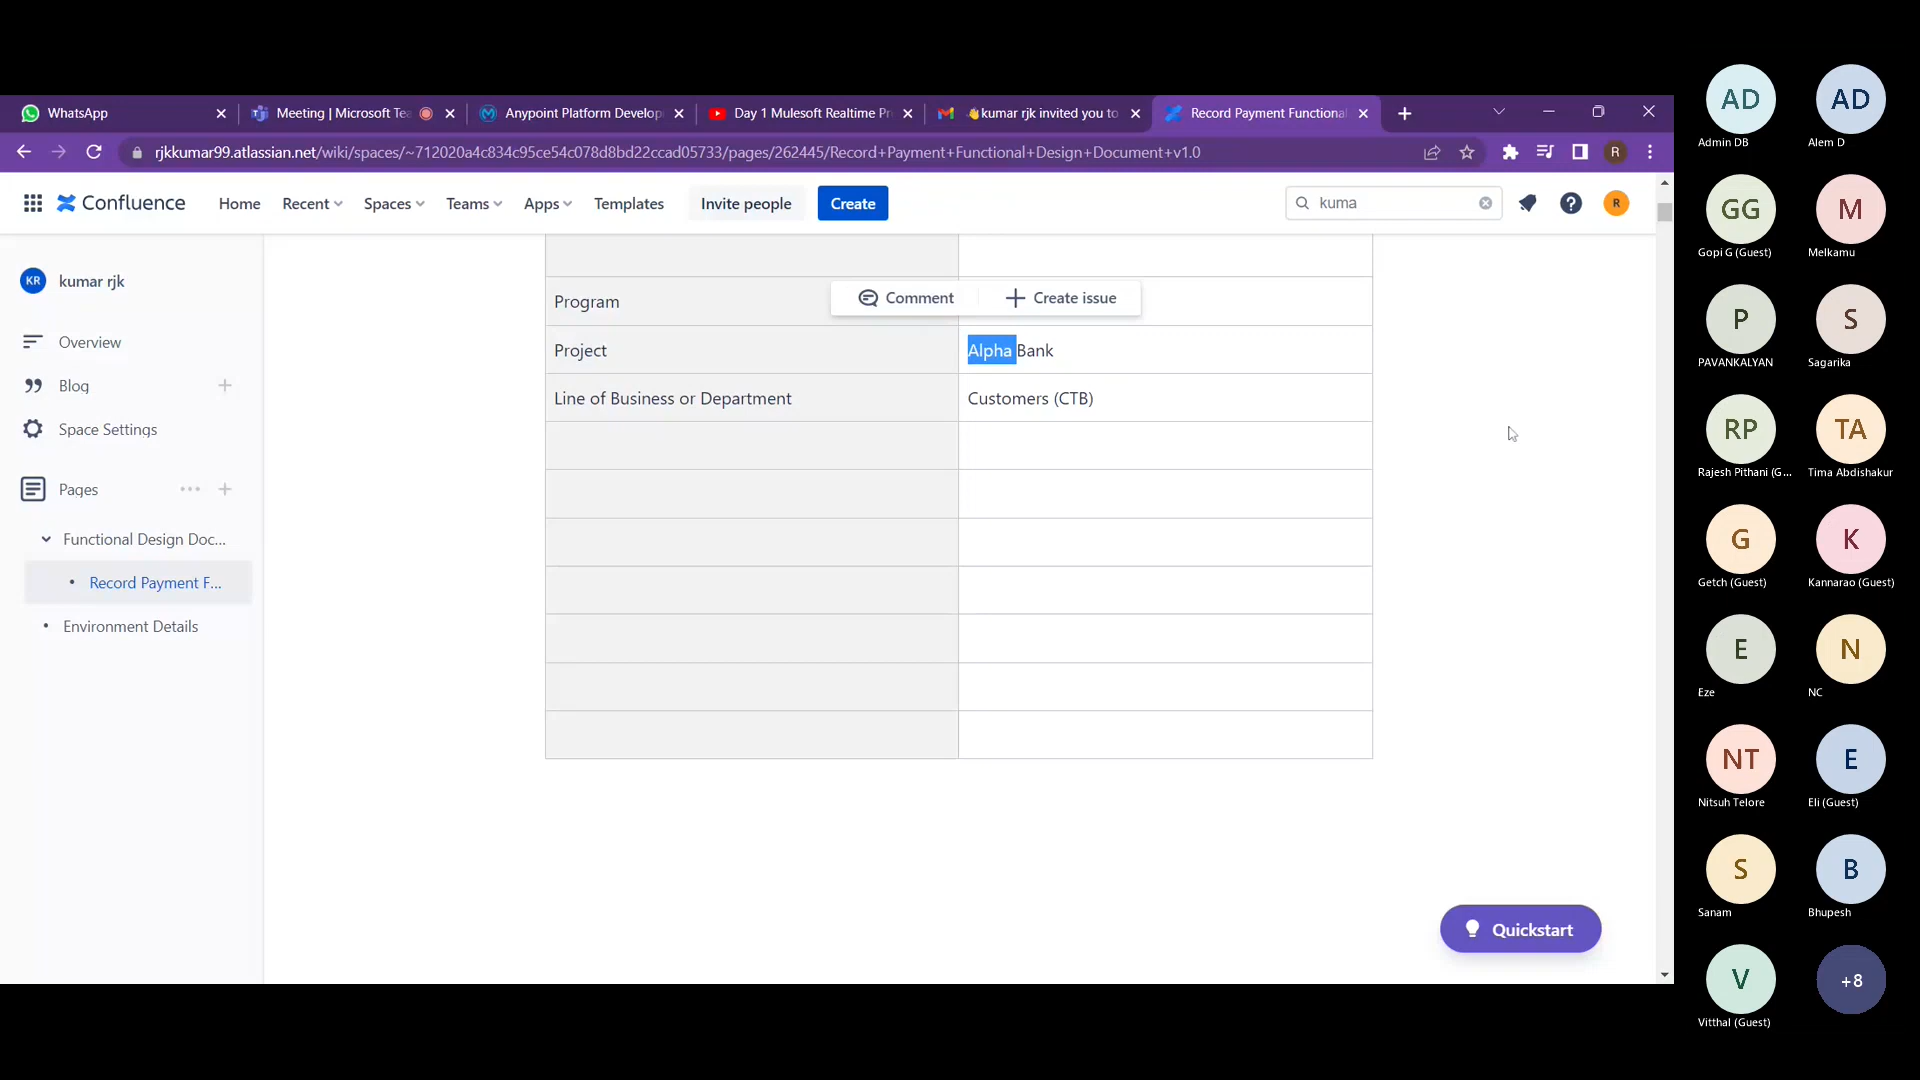 WhatsApp
Meeting | Microsoft Tea
Anypoint Platform Develop
Day 1 Mulesoft Realtime Pr
kumar rjk invited you to
Record Payment Functional
rjkkumar99.atlassian.net/wiki/spaces/~712020a4c834c95ce54c078d8bd22ccad05733/pages/262445/Record+Payment+Functional+Design+Document+v1.0
R
Confluence
Home
Recent
Spaces
Teams
Apps
Templates
Invite people
Create
kuma
R
KR kumar rjk
Overview
Blog
Space Settings
Pages
Functional Design Doc...
Record Payment F...
Environment Details
Comment
Create issue
Program
Project
Alpha Bank
Line of Business or Department
Customers (CTB)
Quickstart
AD
Admin DB
AD
Alem D
GG
Gopi G (Guest)
M
Melkamu
P
PAVANKALYAN
S
Sagarika
RP
Rajesh Pithani (G...
TA
Tima Abdishakur
G
Getch (Guest)
K
Kannarao (Guest)
E
Eze
N
NC
NT
Nitsuh Telore
E
Eli (Guest)
S
Sanam
B
Bhupesh
V
Vitthal (Guest)
+8